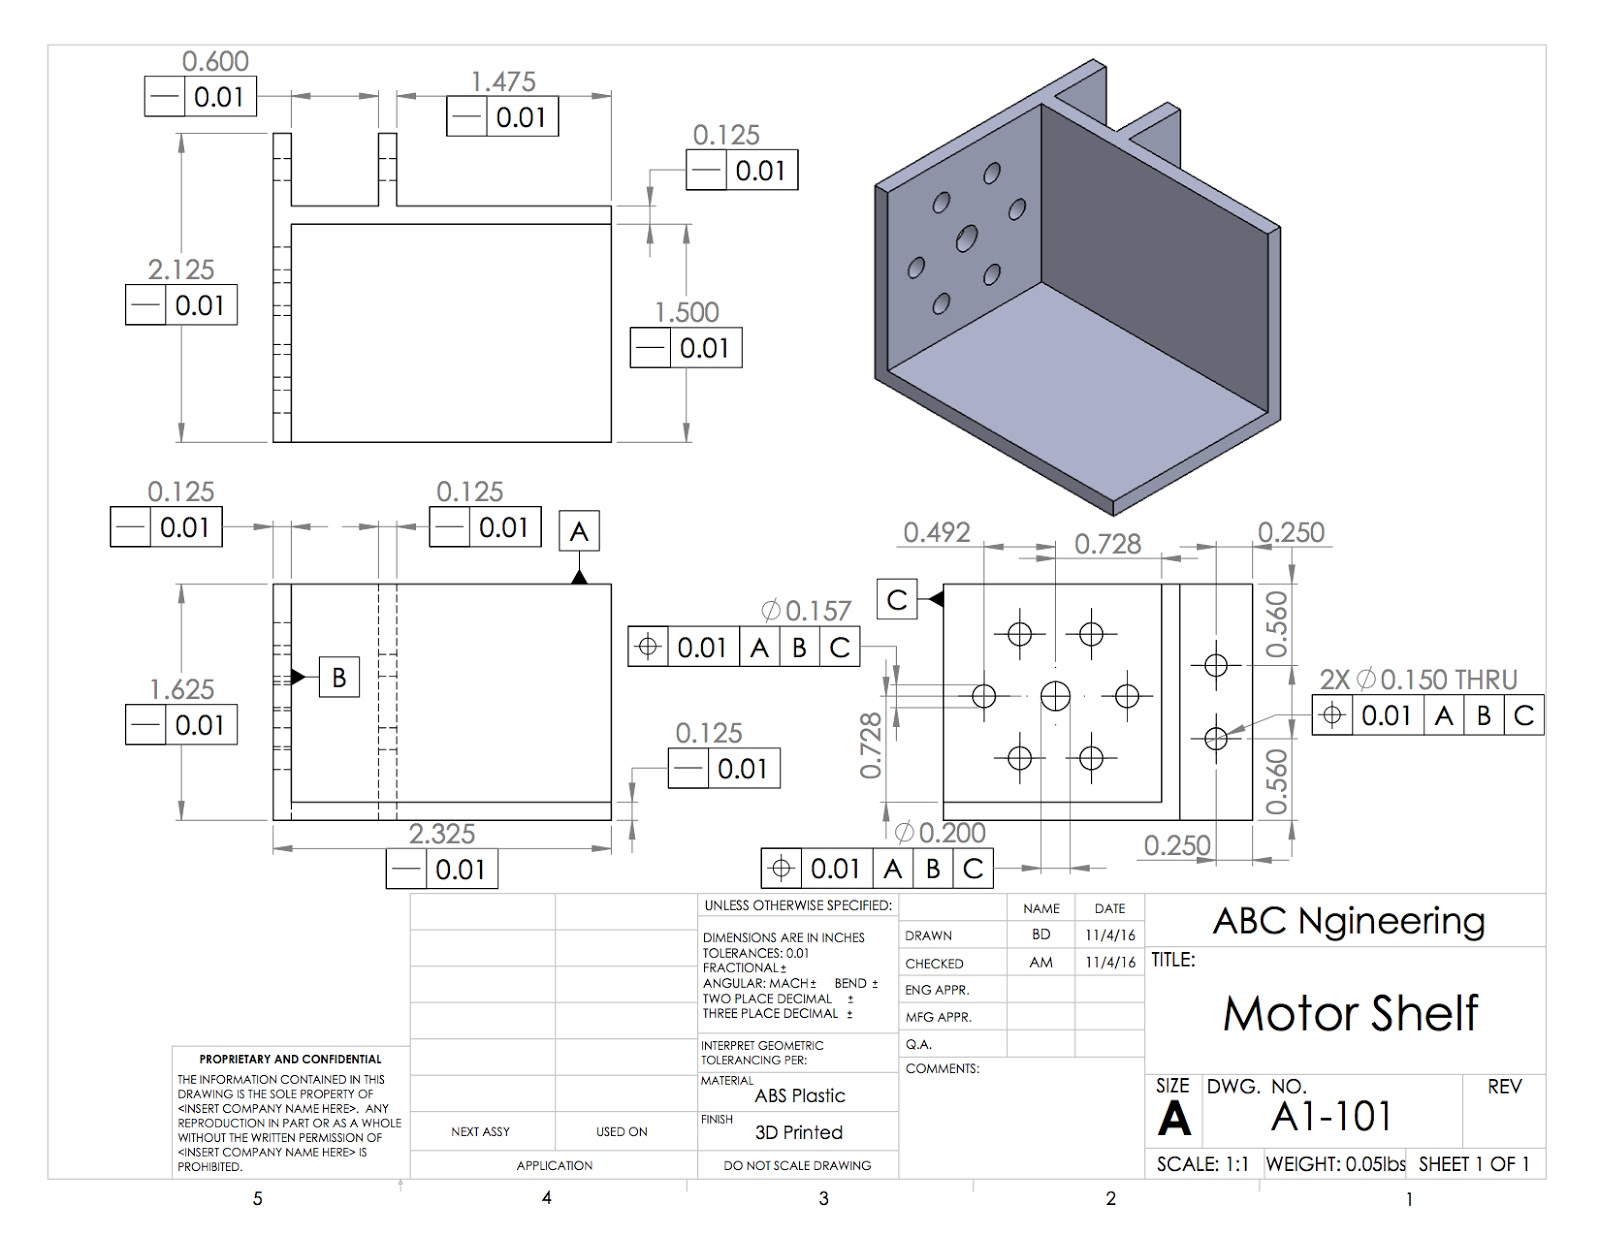 0.600
— 0.01
1.475
— 0.01
0.125
— 0.01
2.125
— 0.01
1.500
— 0.01
0.125
— 0.01
0.125
— 0.01
A
B
1.625
— 0.01
0.125
— 0.01
2.325
— 0.01
0.492
0.728
0.250
C
∅0.157
⌖ 0.01 A B C
0.560
2X ∅0.150 THRU
⌖ 0.01 A B C
0.728
0.560
∅0.200
⌖ 0.01 A B C
0.250
PROPRIETARY AND CONFIDENTIAL
THE INFORMATION CONTAINED IN THIS
DRAWING IS THE SOLE PROPERTY OF
<INSERT COMPANY NAME HERE>. ANY
REPRODUCTION IN PART OR AS A WHOLE
WITHOUT THE WRITTEN PERMISSION OF
<INSERT COMPANY NAME HERE> IS
PROHIBITED.
NEXT ASSY
USED ON
APPLICATION
UNLESS OTHERWISE SPECIFIED:
DIMENSIONS ARE IN INCHES
TOLERANCES: 0.01
FRACTIONAL ±
ANGULAR: MACH ± BEND ±
TWO PLACE DECIMAL ±
THREE PLACE DECIMAL ±
INTERPRET GEOMETRIC
TOLERANCING PER:
MATERIAL
ABS Plastic
FINISH
3D Printed
DO NOT SCALE DRAWING
NAME DATE
DRAWN BD 11/4/16
CHECKED AM 11/4/16
ENG APPR.
MFG APPR.
Q.A.
COMMENTS:
ABC Ngineering
TITLE:
Motor Shelf
SIZE DWG. NO. REV
A A1-101
SCALE: 1:1 WEIGHT: 0.05lbs SHEET 1 OF 1
5 4 3 2 1